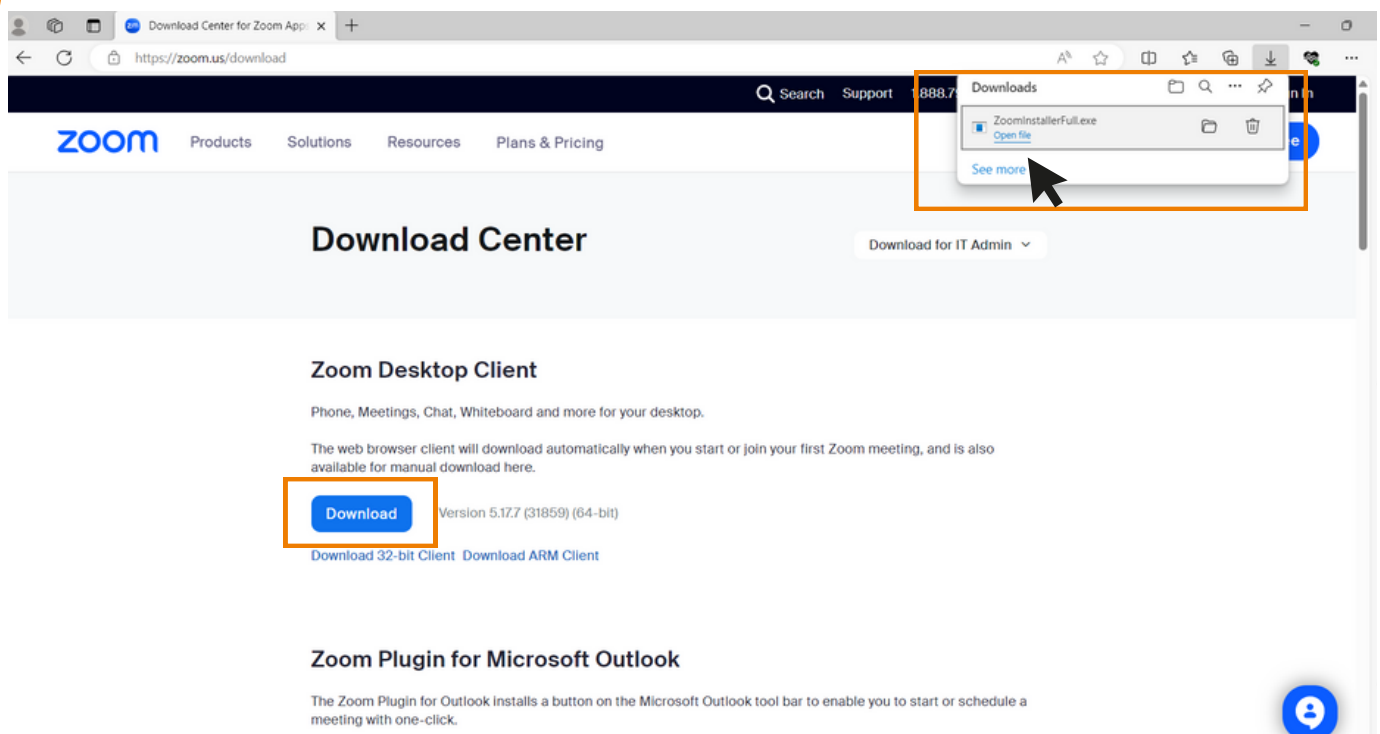 Download Center for Zoom App
https://zoom.us/download
Search Support 1.888.79
n In
Downloads
ZoomInstallerFull.exe
Open file
See more
zoom Products Solutions Resources Plans & Pricing
e
Download Center
Download for IT Admin
Zoom Desktop Client
Phone, Meetings, Chat, Whiteboard and more for your desktop.
The web browser client will download automatically when you start or join your first Zoom meeting, and is also
available for manual download here.
Download Version 5.17.7 (31859) (64-bit)
Download 32-bit Client Download ARM Client
Zoom Plugin for Microsoft Outlook
The Zoom Plugin for Outlook installs a button on the Microsoft Outlook tool bar to enable you to start or schedule a
meeting with one-click.